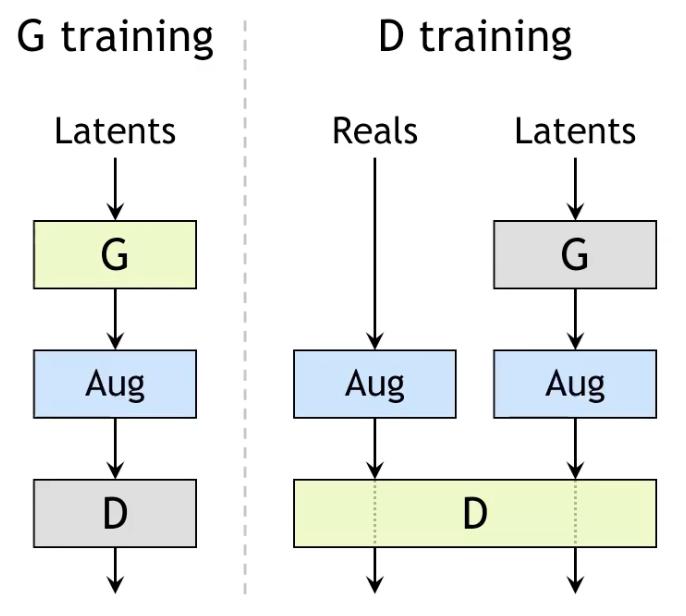 G training
D training
Latents
Reals
Latents
G
G
Aug
Aug
Aug
D
D